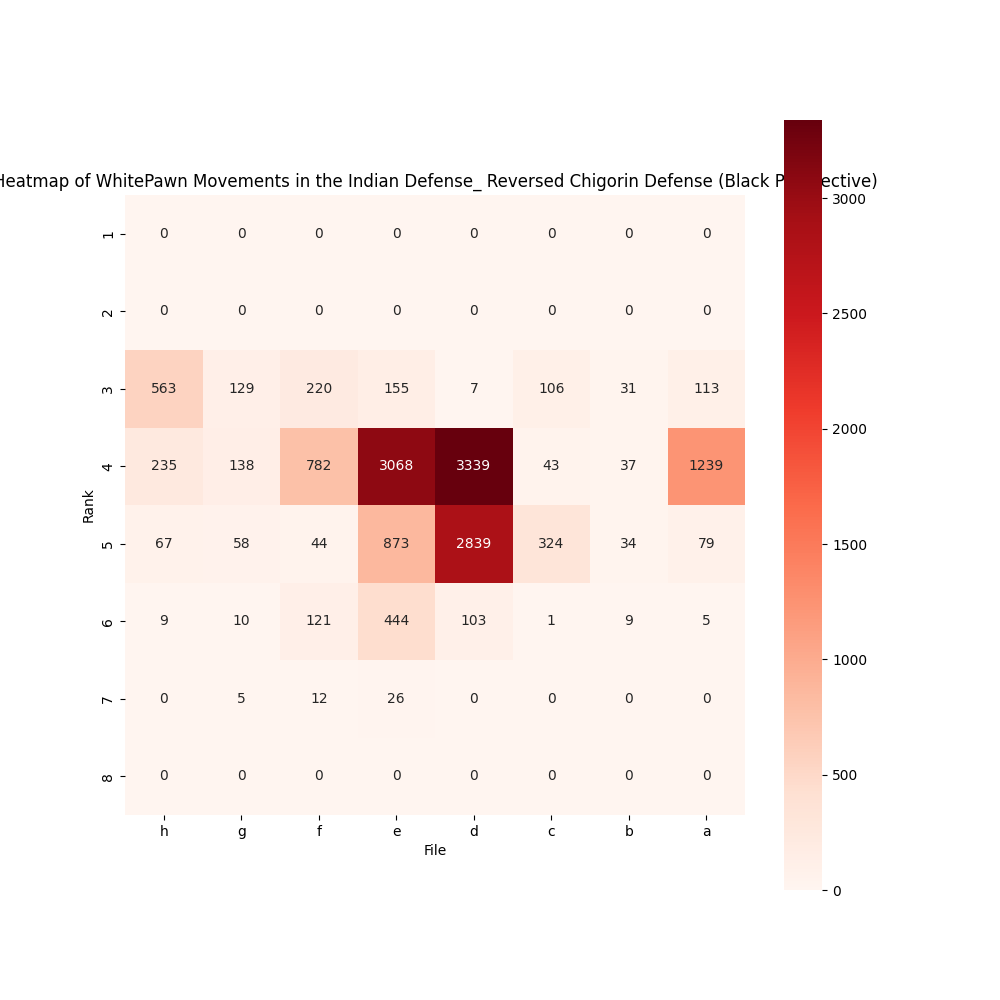 Heatmap of WhitePawn Movements in the Indian Defense_ Reversed Chigorin Defense (Black P ective)
1 0 0 0 0 0 0 0 0
2 0 0 0 0 0 0 0 0
3 563 129 220 155 7 106 31 113
4 235 138 782 3068 3339 43 37 1239
5 67 58 44 873 2839 324 34 79
6 9 10 121 444 103 1 9 5
7 0 5 12 26 0 0 0 0
8 0 0 0 0 0 0 0 0
h g f e d c b a
Rank
File
3000
2500
2000
1500
1000
500
0